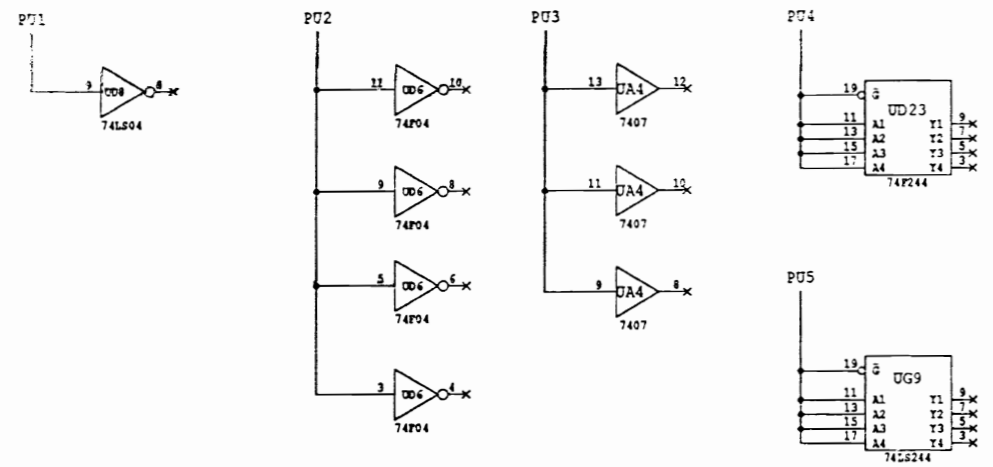 PU1
9 UD8 8
74LS04
PU2
11 UD6 10
74F04
9 UD6 8
74F04
5 UD6 6
74F04
3 UD6 4
74F04
PU3
13 UA4 12
7407
11 UA4 10
7407
9 UA4 8
7407
PU4
19 G̅ UD23
11 A1 Y1 9
13 A2 Y2 7
15 A3 Y3 5
17 A4 Y4 3
74F244
PU5
19 G̅ UG9
11 A1 Y1 9
13 A2 Y2 7
15 A3 Y3 5
17 A4 Y4 3
74LS244